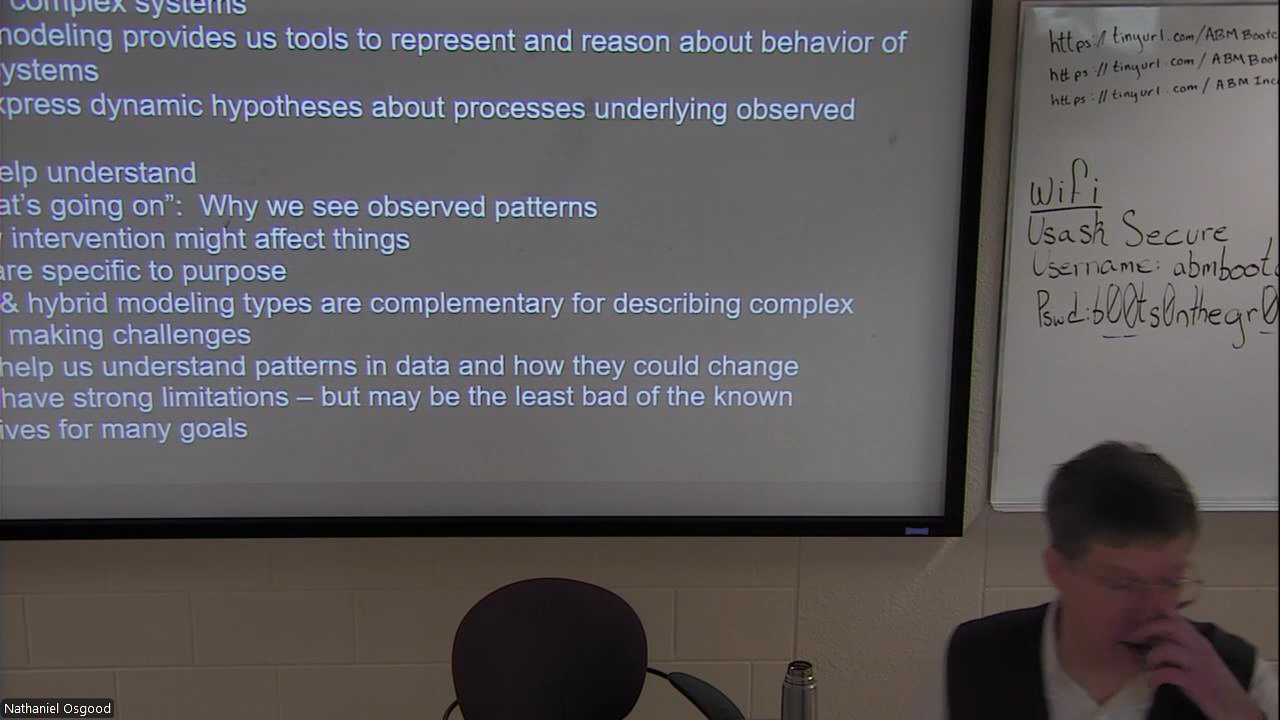 complex systems
modeling provides us tools to represent and reason about behavior of
systems
xpress dynamic hypotheses about processes underlying observed
elp understand
at's going on”: Why we see observed patterns
intervention might affect things
are specific to purpose
& hybrid modeling types are complementary for describing complex
making challenges
help us understand patterns in data and how they could change
have strong limitations – but may be the least bad of the known
ives for many goals
https://tinyurl.com/ABMBootc
https://tinyurl.com/ABMBoot
https://tinyurl.com/ABMInc
Wifi
Usask Secure
Username: abmbootc
Pswd:b00ts0nthegr0
Nathaniel Osgood